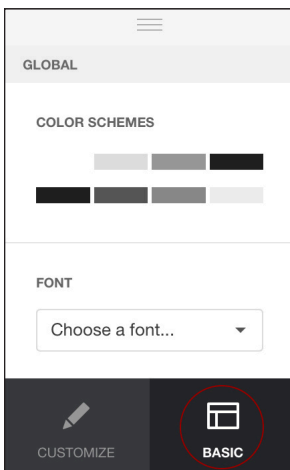 GLOBAL
COLOR SCHEMES
FONT
Choose a font...
CUSTOMIZE
BASIC